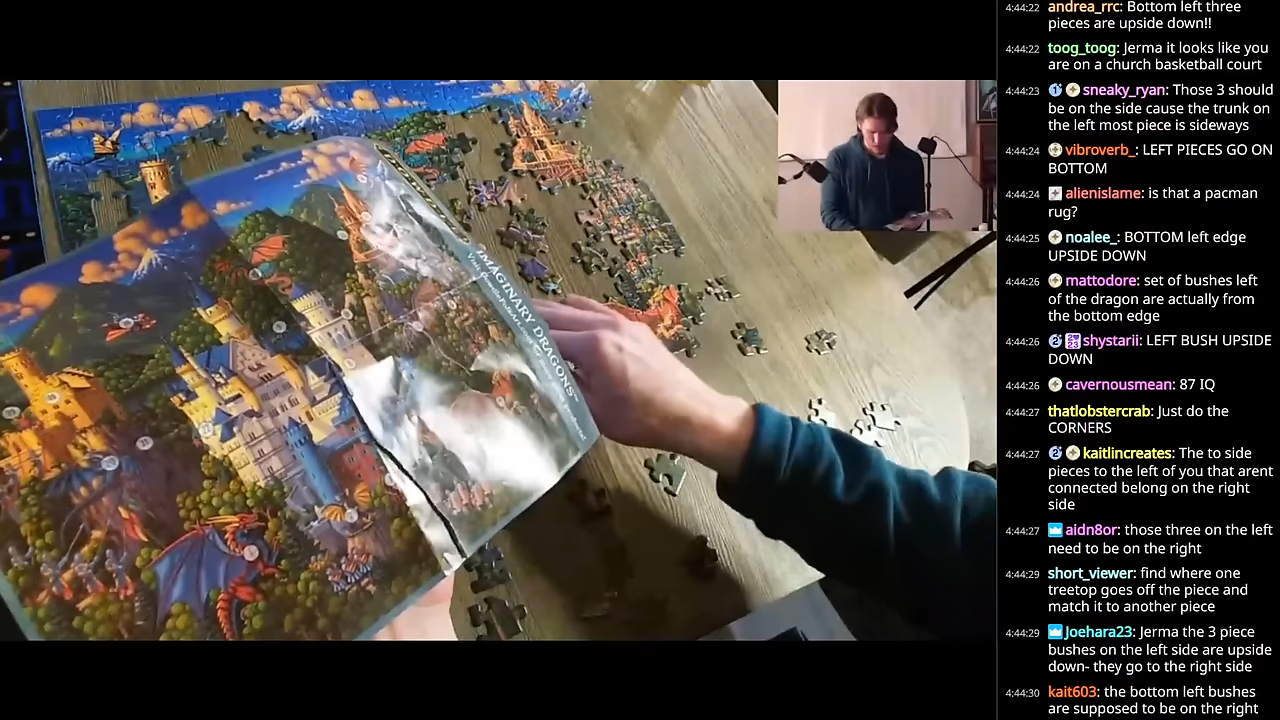 4:44:22 andrea_rrc: Bottom left three
pieces are upside down!!
4:44:22 toog_toog: Jerma it looks like you
are on a church basketball court
4:44:23 sneaky_ryan: Those 3 should
be on the side cause the trunk on
the left most piece is sideways
4:44:24 vibroverb_: LEFT PIECES GO ON
BOTTOM
4:44:24 alienislame: is that a pacman
rug?
4:44:25 noalee_: BOTTOM left edge
UPSIDE DOWN
4:44:26 mattodore: set of bushes left
of the dragon are actually from
the bottom edge
4:44:26 shystarii: LEFT BUSH UPSIDE
DOWN
4:44:26 cavernousmean: 87 IQ
4:44:27 thatlobstercrab: Just do the
CORNERS
4:44:27 kaitlincreates: The to side
pieces to the left of you that arent
connected belong on the right
side
4:44:27 aidn8or: those three on the left
need to be on the right
4:44:29 short_viewer: find where one
treetop goes off the piece and
match it to another piece
4:44:29 Joehara23: Jerma the 3 piece
bushes on the left side are upside
down- they go to the right side
4:44:30 kait603: the bottom left bushes
are supposed to be on the right
IMAGINARY DRAGONS™